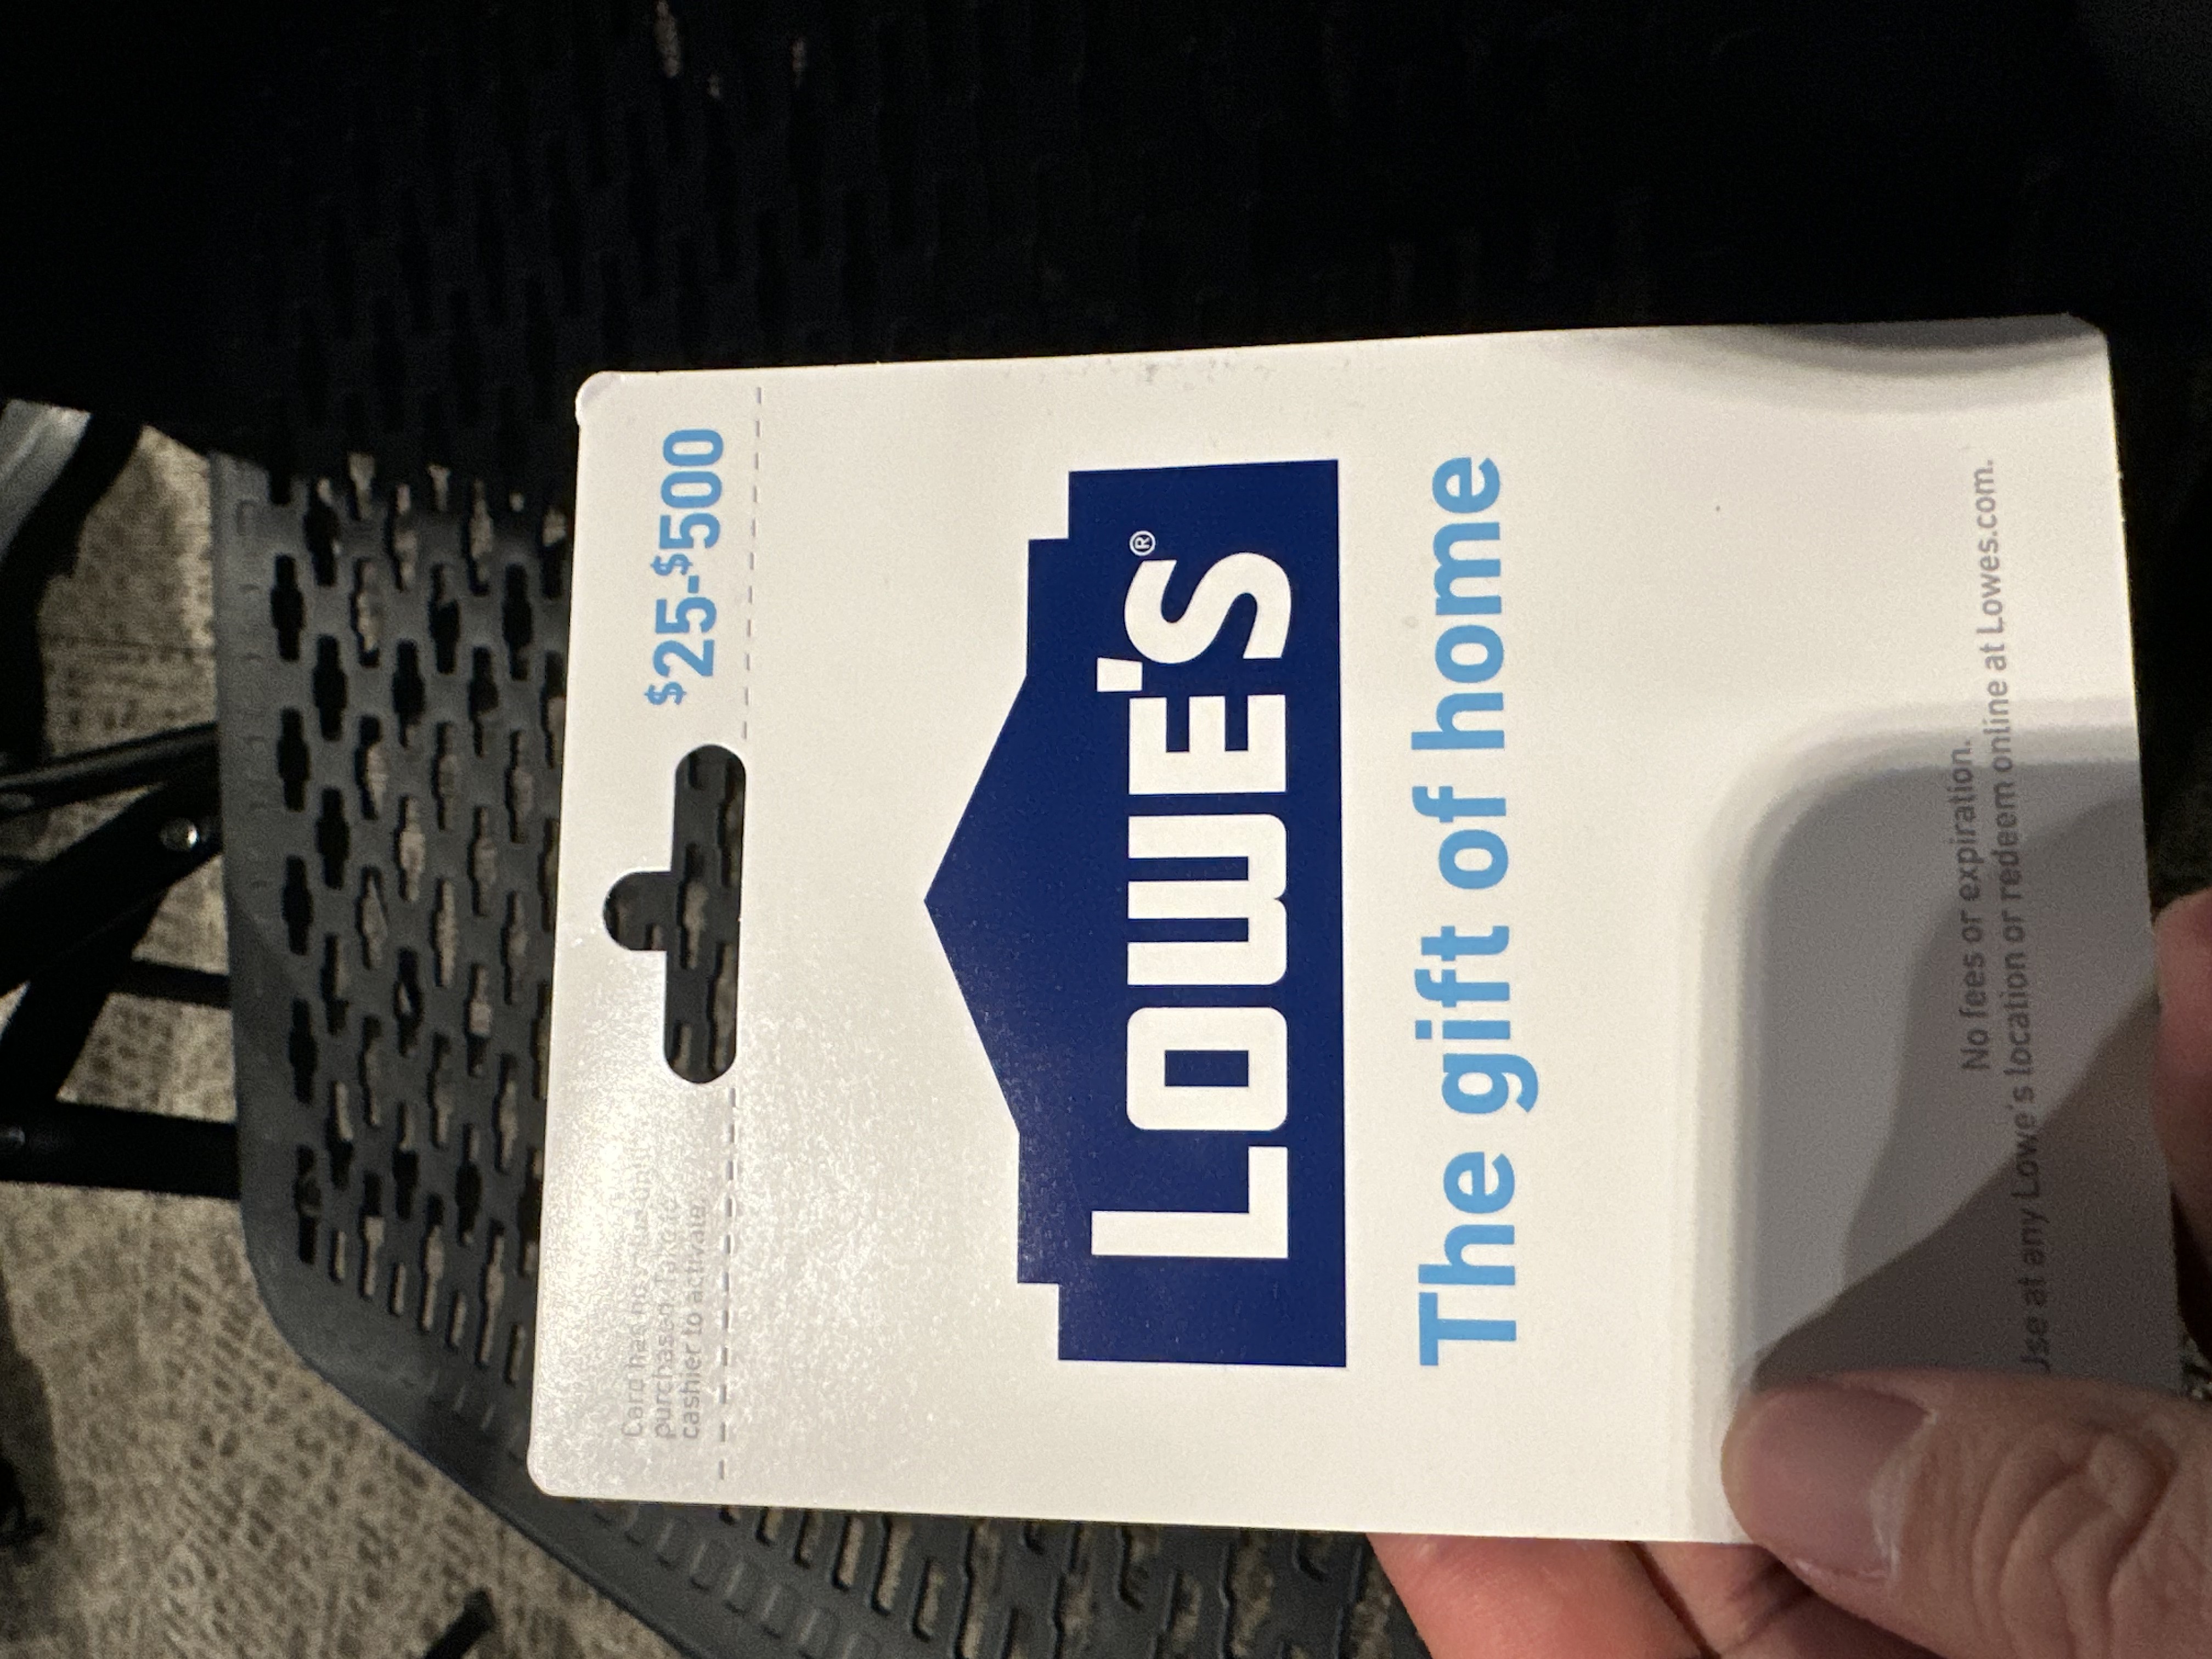 $25-$500
Card has no value until
purchased. Take to
cashier to activate.
LOWE'S®
The gift of home
No fees or expiration.
Use at any Lowe's location or redeem online at Lowes.com.